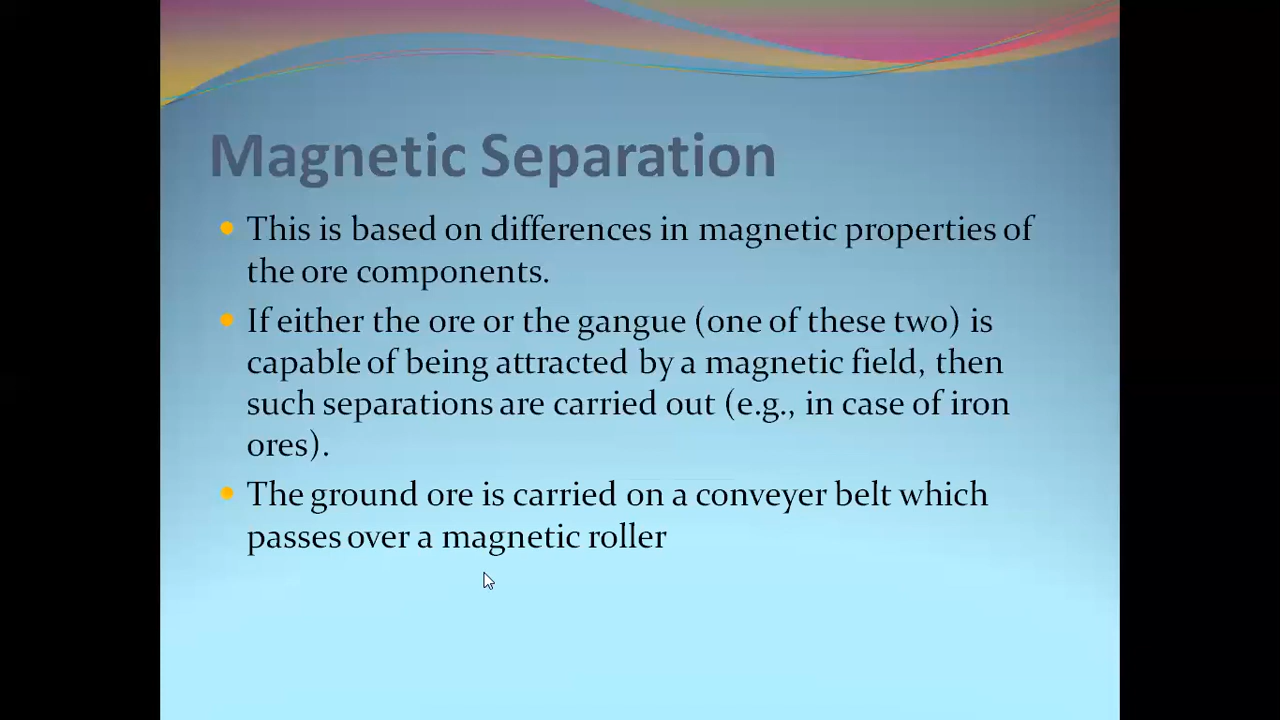 Magnetic Separation
This is based on differences in magnetic properties of
the ore components.
If either the ore or the gangue (one of these two) is
capable of being attracted by a magnetic field, then
such separations are carried out (e.g., in case of iron
ores).
The ground ore is carried on a conveyer belt which
passes over a magnetic roller